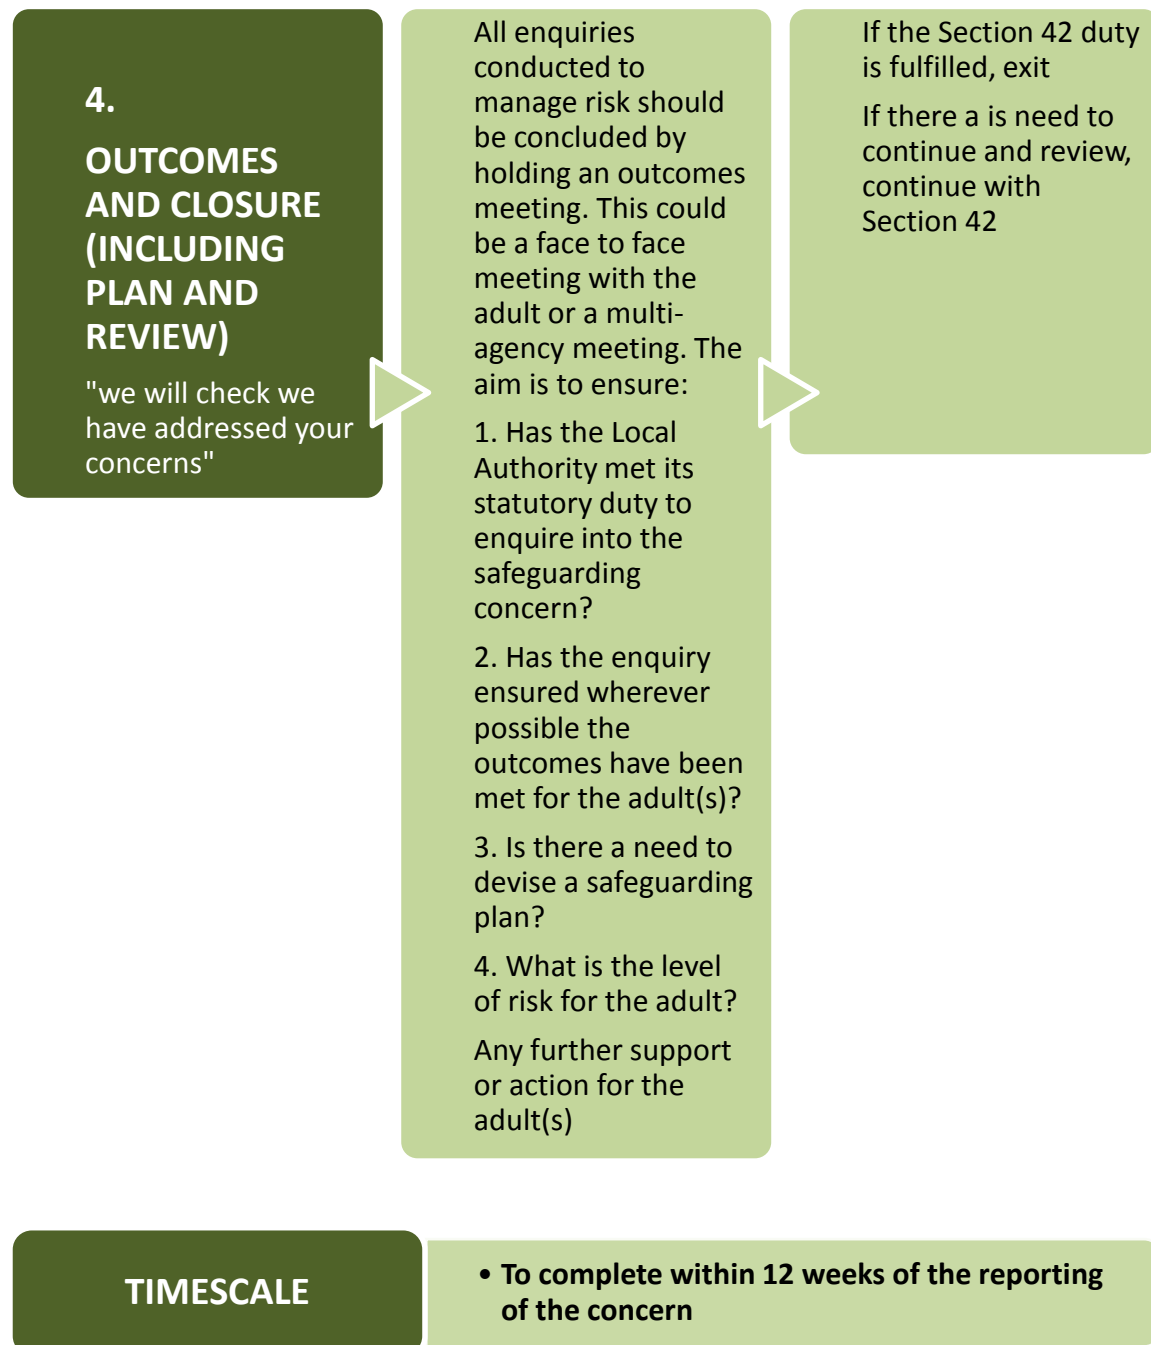 4.
OUTCOMES
AND CLOSURE
(INCLUDING
PLAN AND
REVIEW)
"we will check we
have addressed your
concerns"
All enquiries
conducted to
manage risk should
be concluded by
holding an outcomes
meeting. This could
be a face to face
meeting with the
adult or a multi-
agency meeting. The
aim is to ensure:
1. Has the Local
Authority met its
statutory duty to
enquire into the
safeguarding
concern?
2. Has the enquiry
ensured wherever
possible the
outcomes have been
met for the adult(s)?
3. Is there a need to
devise a safeguarding
plan?
4. What is the level
of risk for the adult?
Any further support
or action for the
adult(s)
If the Section 42 duty
is fulfilled, exit
If there a is need to
continue and review,
continue with
Section 42
TIMESCALE
• To complete within 12 weeks of the reporting
of the concern